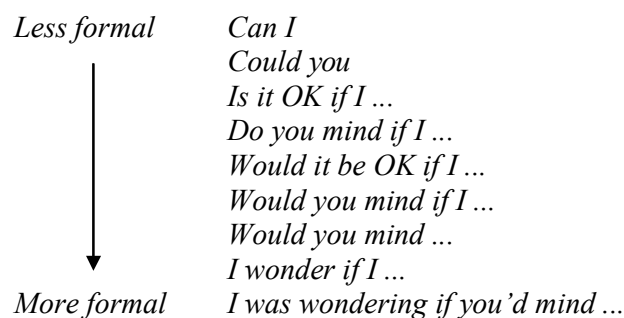 Less formal Can I
Could you
Is it OK if I ...
Do you mind if I ...
Would it be OK if I ...
Would you mind if I ...
Would you mind ...
I wonder if I ...
More formal I was wondering if you’d mind ...